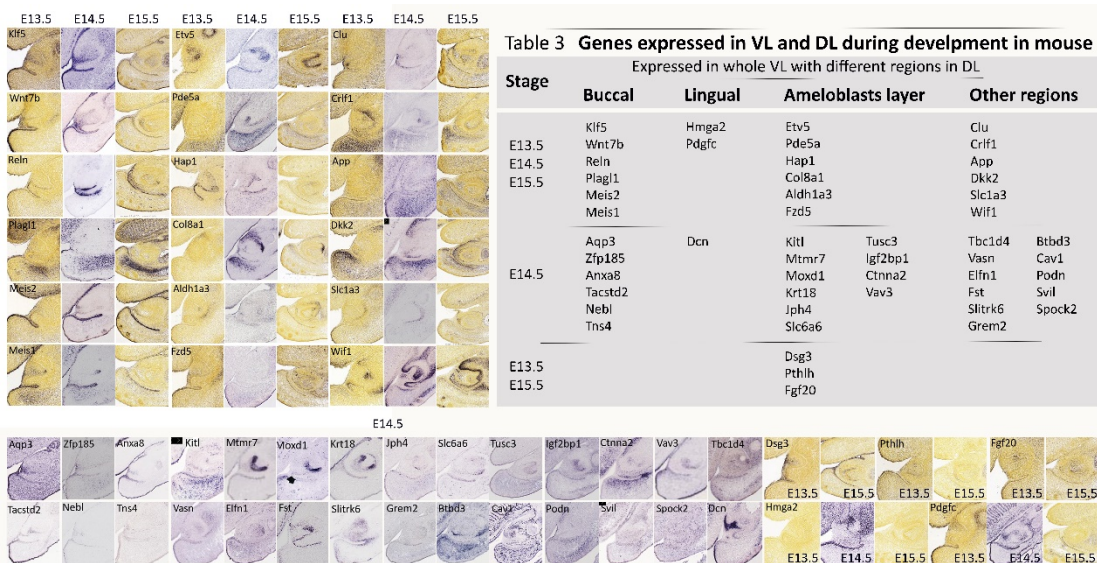 E13.5 E14.5 E15.5 E13.5 E14.5 E15.5 E13.5 E14.5 E15.5
Klf5 Etv5 Clu
Wnt7b Pde5a Crlf1
Reln Hap1 App
Plagl1 Col8a1 Dkk2
Meis2 Aldh1a3 Slc1a3
Meis1 Fzd5 Wif1
Table 3 Genes expressed in VL and DL during develpment in mouse
Stage
Expressed in whole VL with different regions in DL
Buccal Lingual Ameloblasts layer Other regions
Klf5 Hmga2 Etv5 Clu
E13.5 Wnt7b Pdgfc Pde5a Crlf1
E14.5 Reln Hap1 App
E15.5 Plagl1 Col8a1 Dkk2
Meis2 Aldh1a3 Slc1a3
Meis1 Fzd5 Wif1
Aqp3 Dcn Kitl Tusc3 Tbc1d4 Btbd3
Zfp185 Mtmr7 Igf2bp1 Vasn Cav1
E14.5 Anxa8 Moxd1 Ctnna2 Elfn1 Podn
Tacstd2 Krt18 Vav3 Fst Svil
Nebl Jph4 Slitrk6 Spock2
Tns4 Slc6a6 Grem2
E13.5 Dsg3
E15.5 Pthlh
Fgf20
E14.5
Aqp3 Zfp185 Anxa8 Kitl Mtmr7 Moxd1 Krt18 Jph4 Slc6a6 Tusc3 Igf2bp1 Ctnna2 Vav3 Tbc1d4 Dsg3 Pthlh Fgf20
E13.5 E15.5 E13.5 E15.5 E13.5 E15.5
Tacstd2 Nebl Tns4 Vasn Elfn1 Fst Slitrk6 Grem2 Btbd3 Cav1 Podn Svil Spock2 Dcn Hmga2 Pdgfc
E13.5 E14.5 E15.5 E13.5 E14.5 E15.5